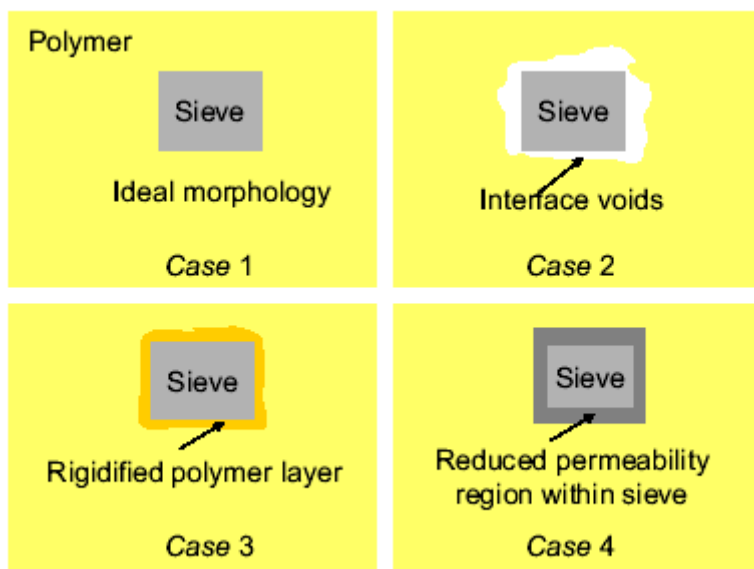 Polymer
Sieve
Ideal morphology
Case 1
Sieve
Interface voids
Case 2
Sieve
Rigidified polymer layer
Case 3
Sieve
Reduced permeability
region within sieve
Case 4